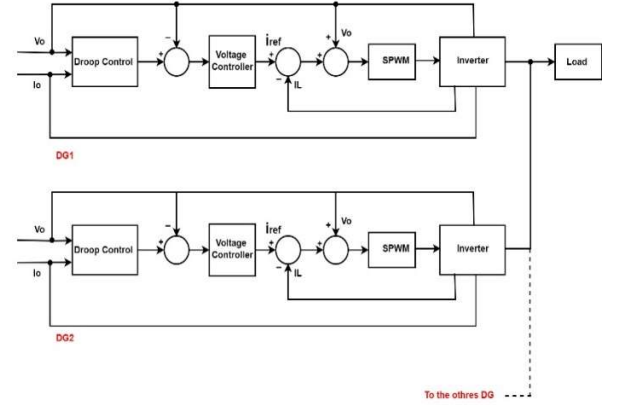 Vo
Io
Droop Control
−
+
Voltage
Controller
iref
+
−
IL
+
+
Vo
SPWM
Inverter
Load
DG1
Vo
Io
Droop Control
−
+
Voltage
Controller
iref
+
−
IL
+
+
Vo
SPWM
Inverter
DG2
To the othres DG